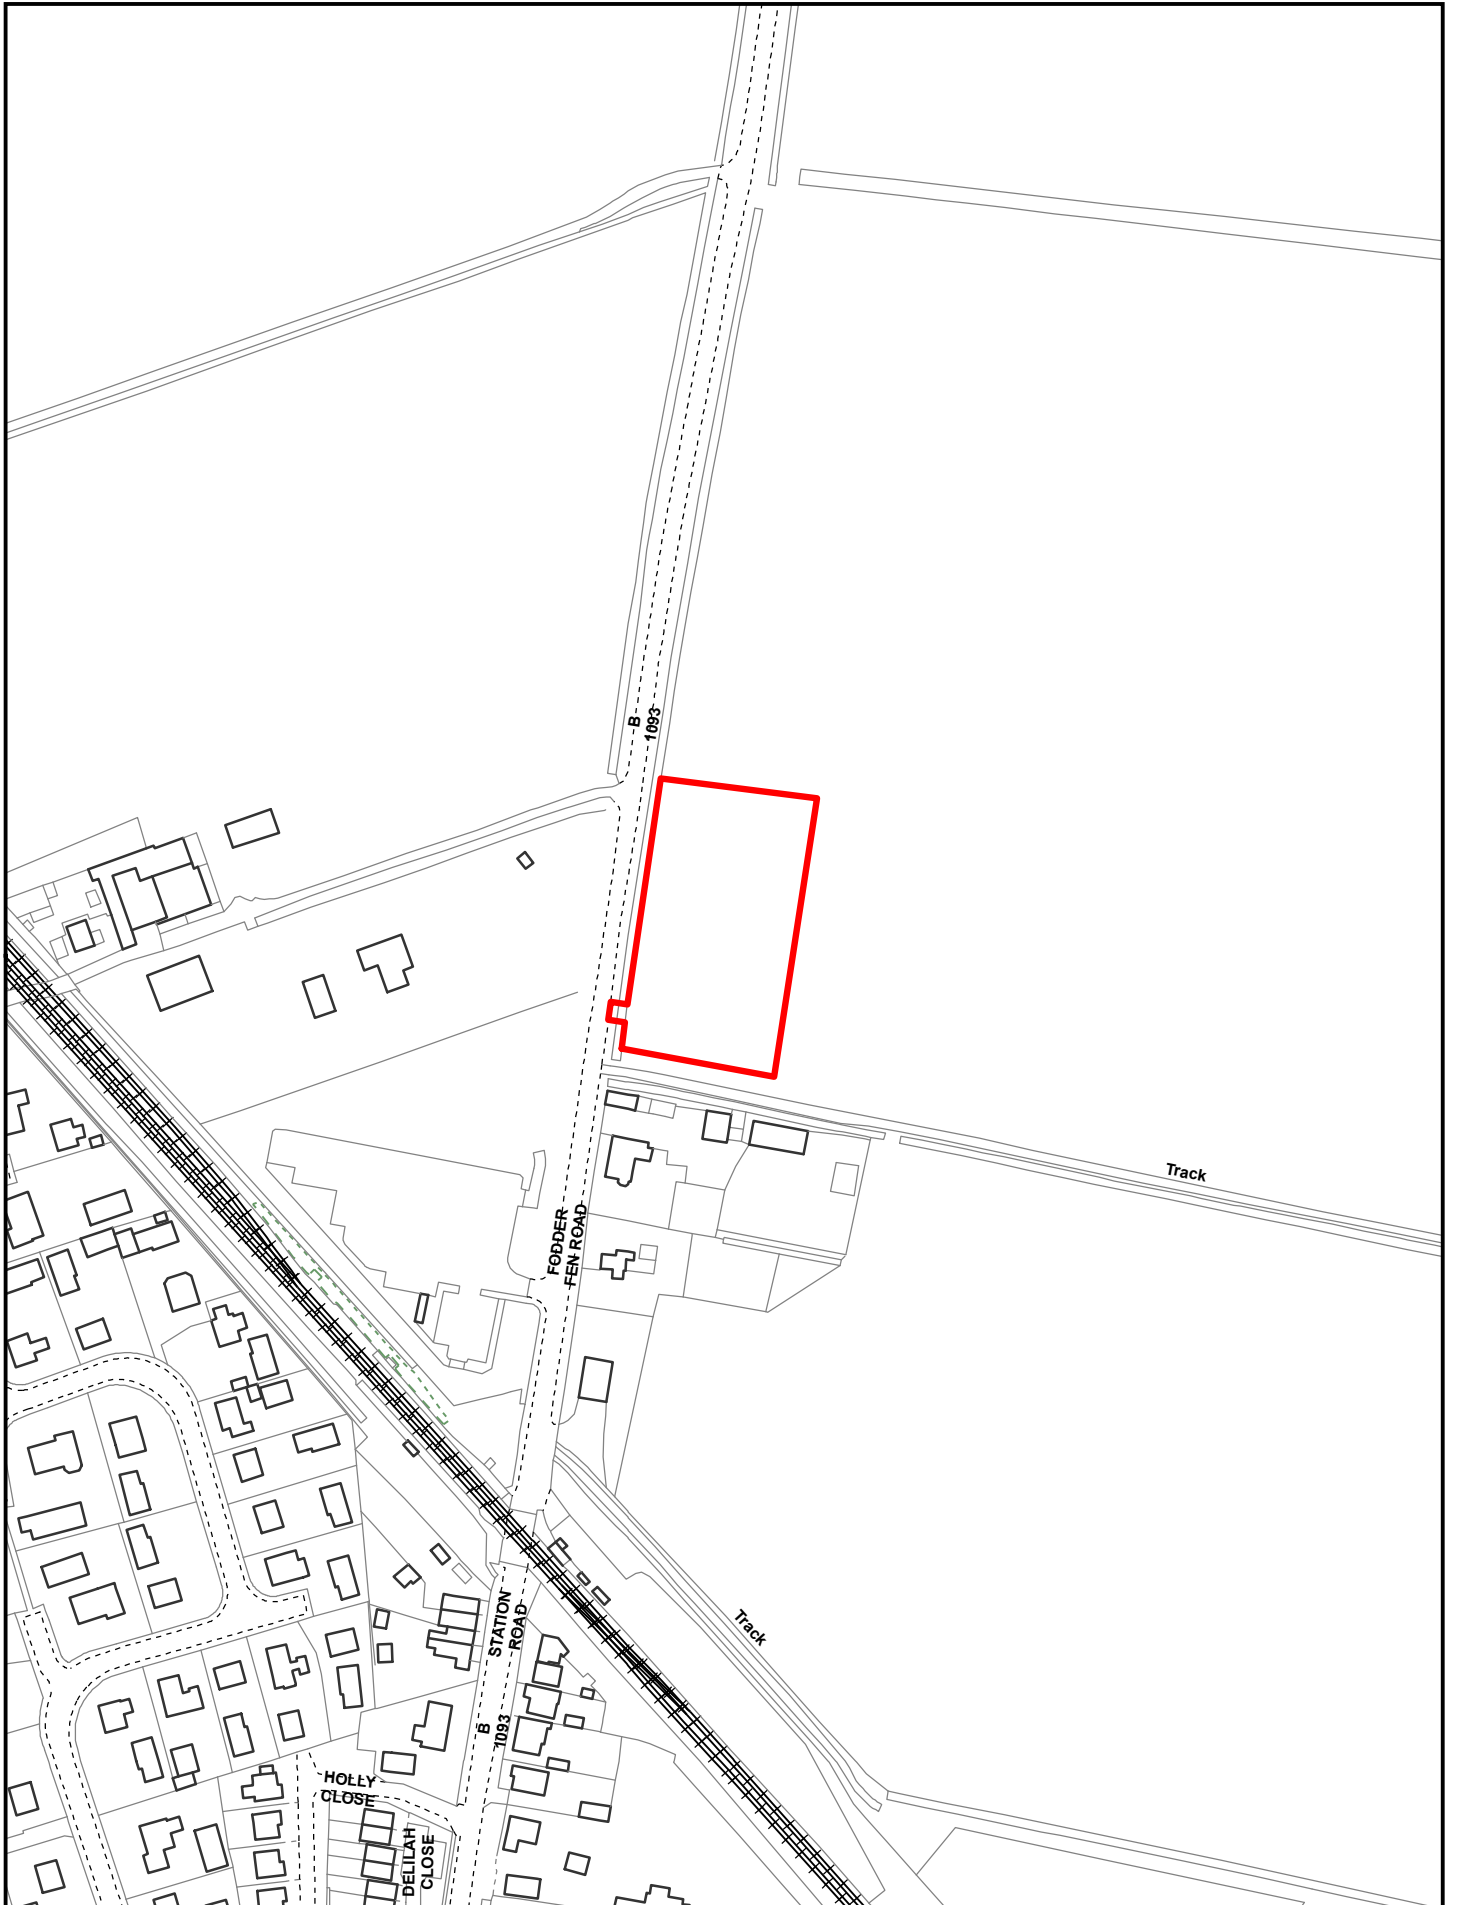 B
1093
Track
FODDER
FEN ROAD
STATION
ROAD
Track
B
1093
HOLLY
CLOSE
DELILAH
CLOSE